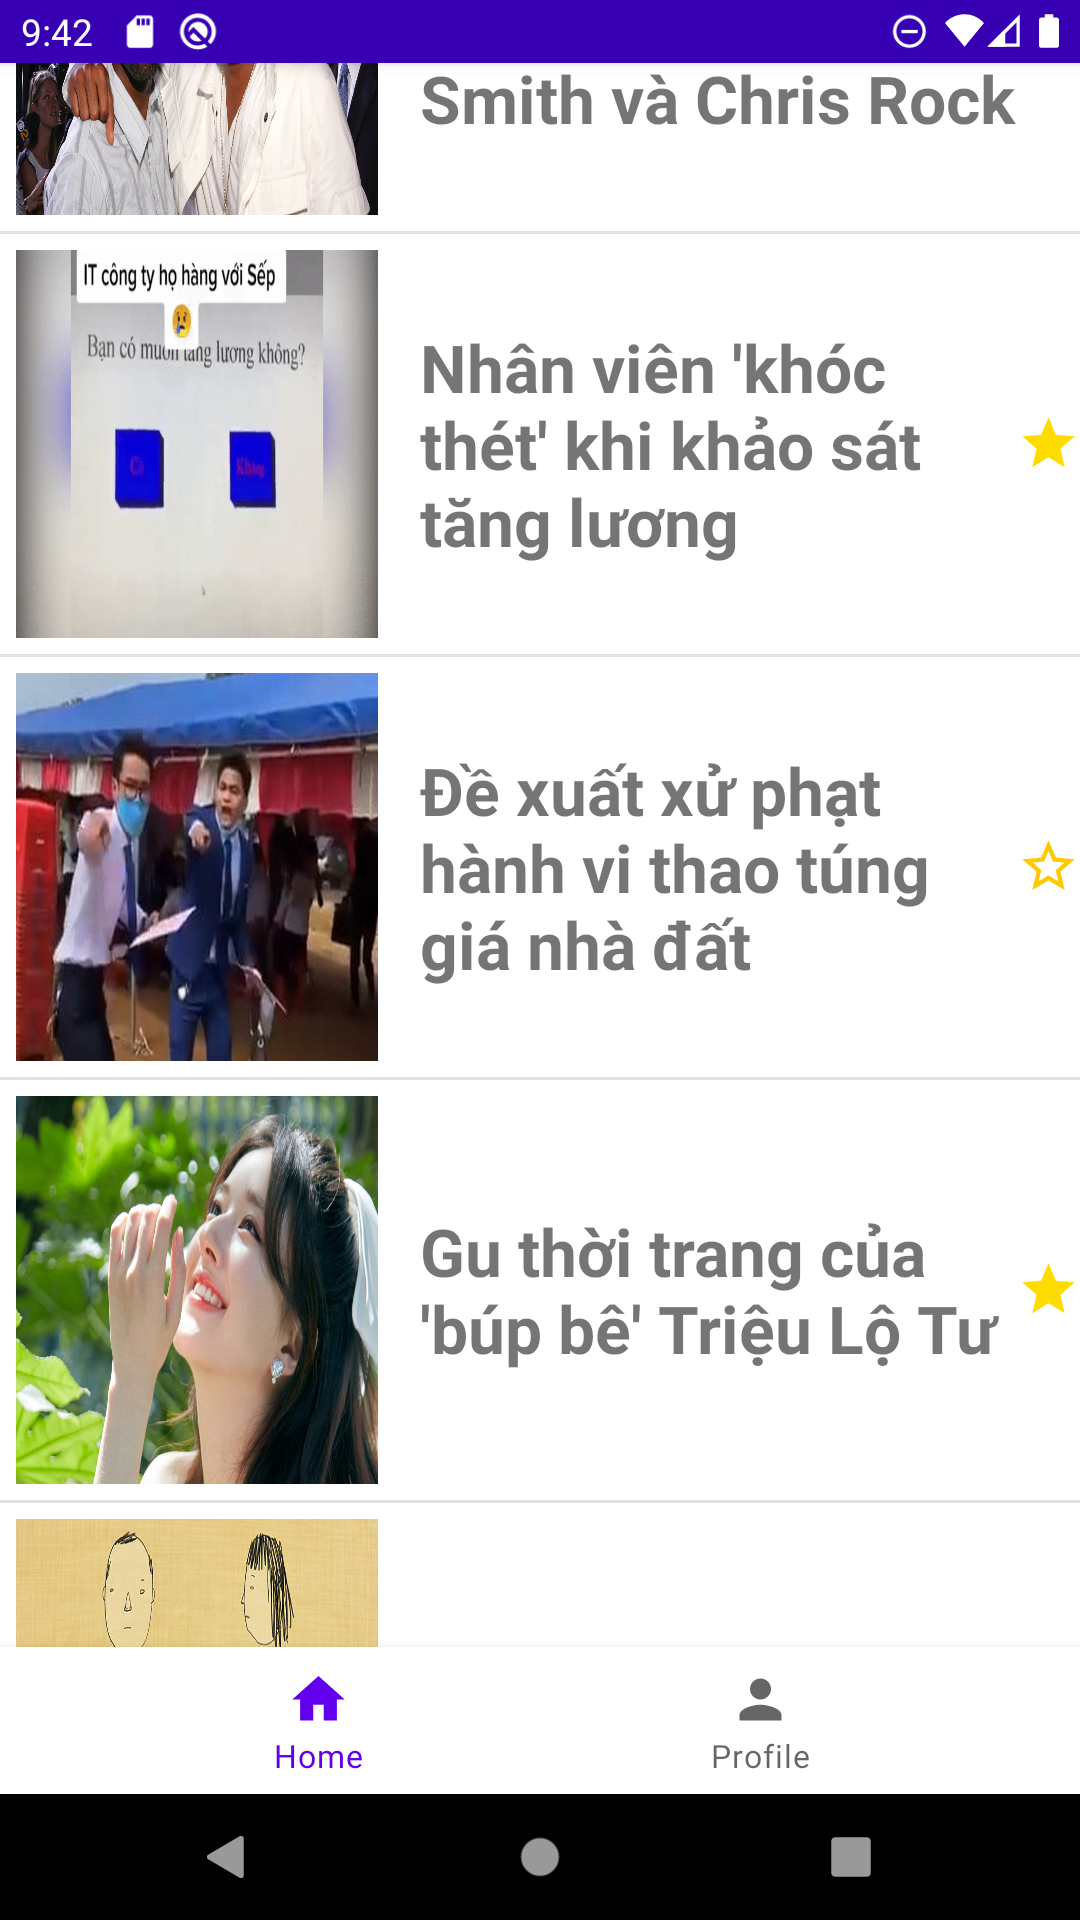 9:42
Smith và Chris Rock
IT công ty họ hàng với Sếp
Bạn có muốn tăng lương không?
Có
Không
Nhân viên 'khóc
thét' khi khảo sát
tăng lương
Đề xuất xử phạt
hành vi thao túng
giá nhà đất
Gu thời trang của
'búp bê' Triệu Lộ Tư
Home
Profile